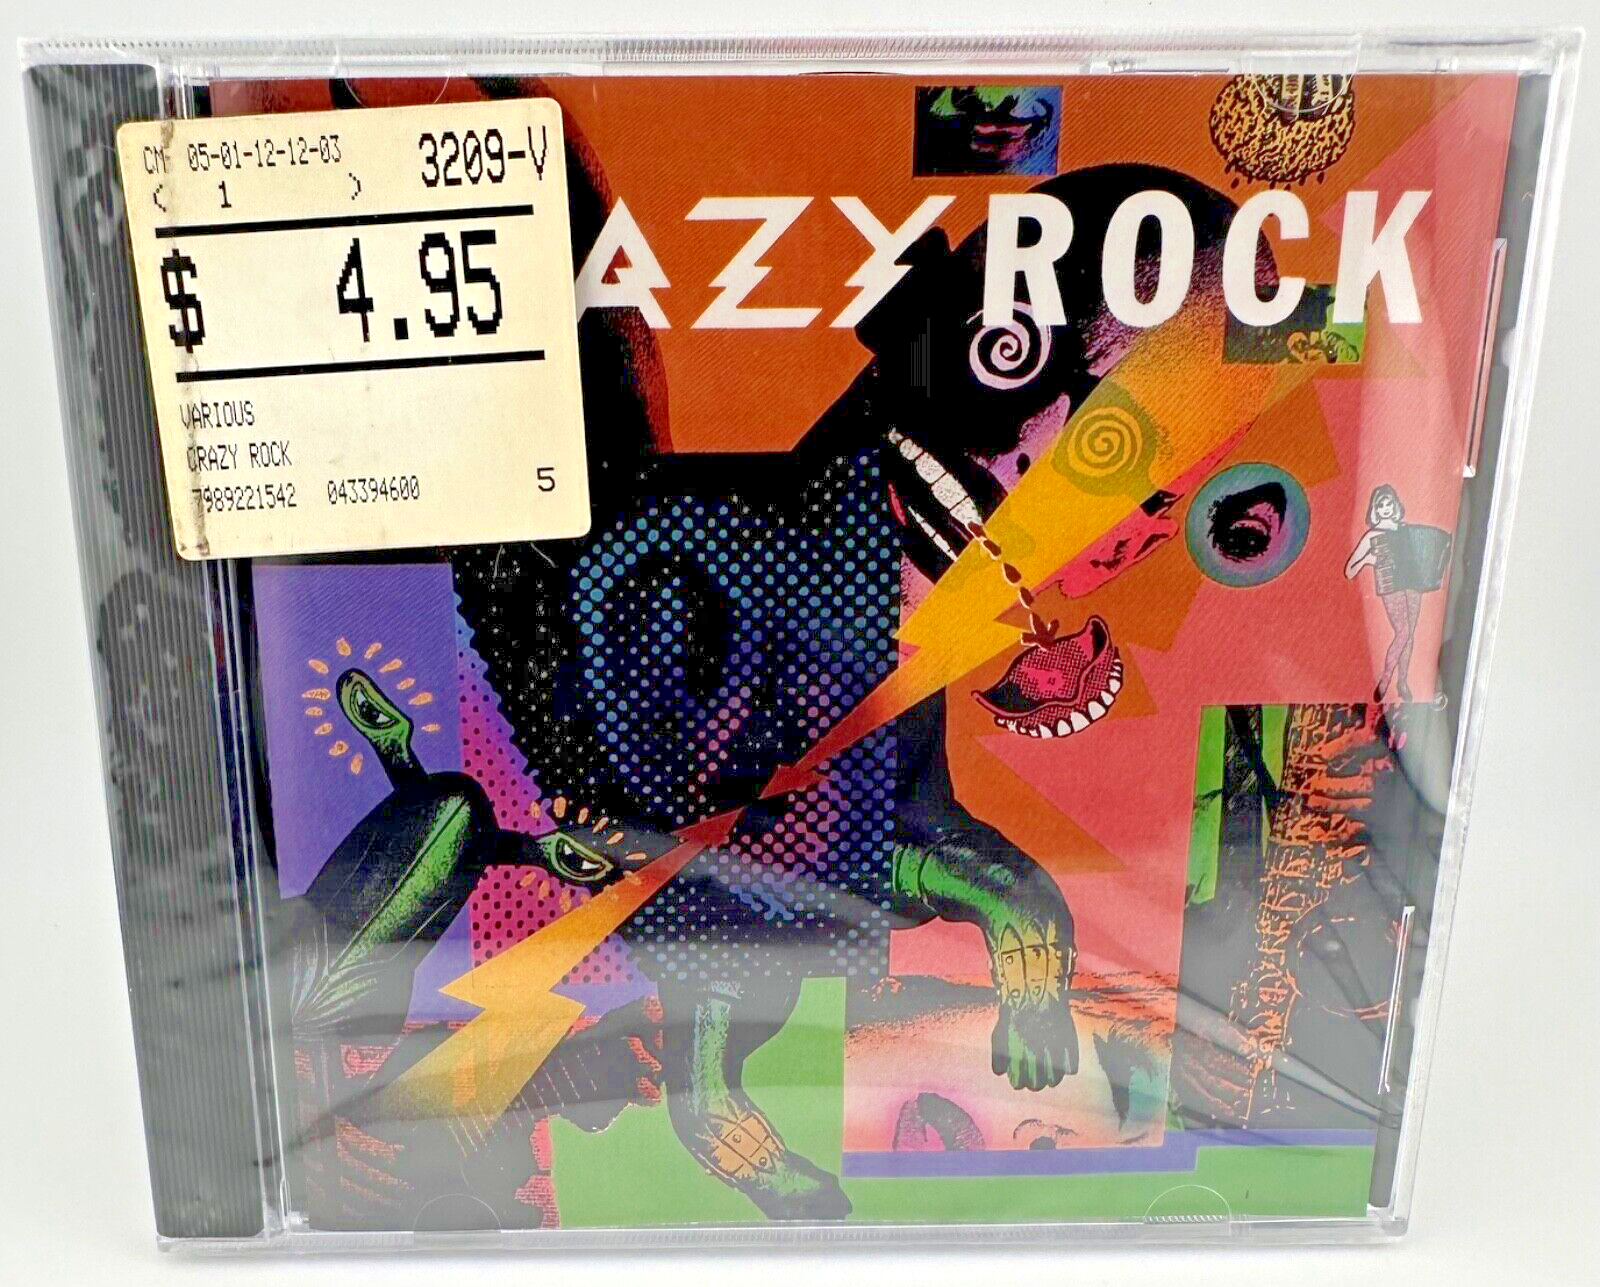 CM 05-01-12-12-03 3209-V
< 1 >
$ 4.95
VARIOUS
CRAZY ROCK
7989221542 043394600 5
AZY ROCK